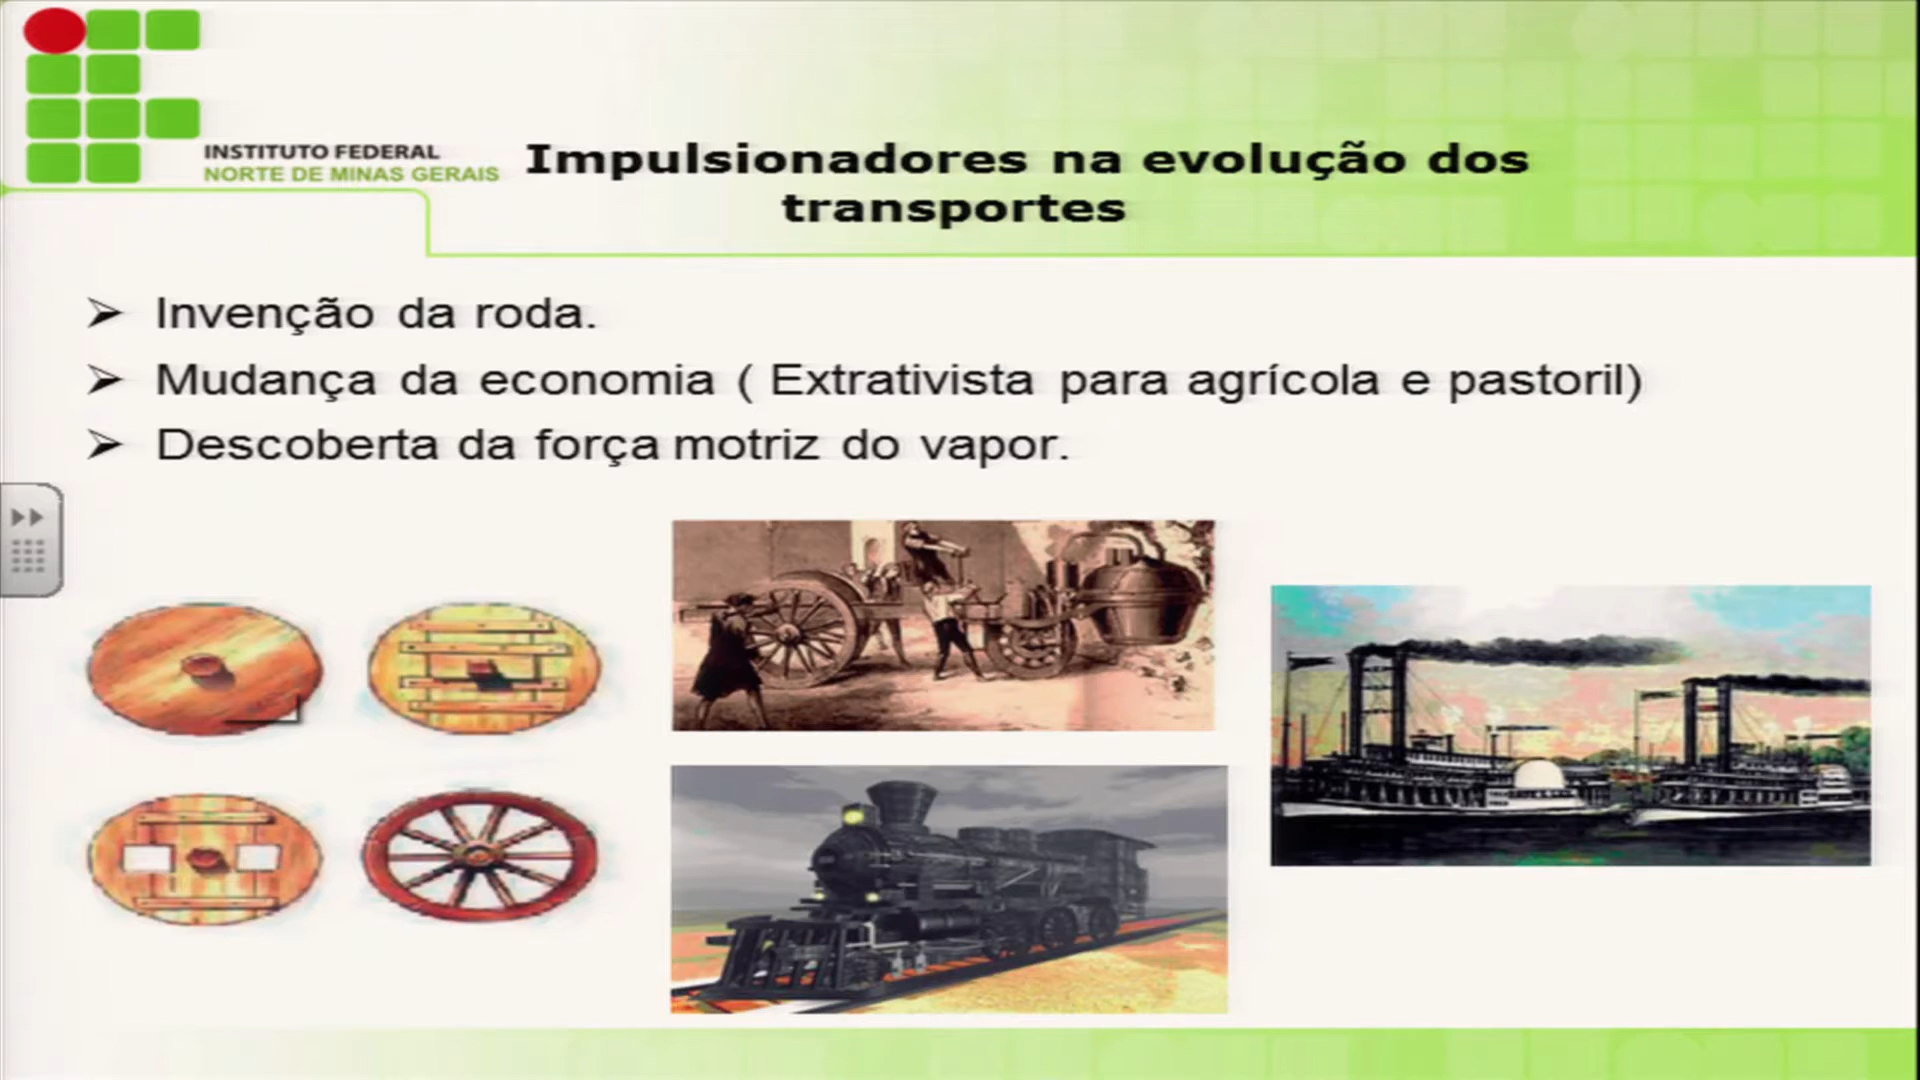 INSTITUTO FEDERAL
NORTE DE MINAS GERAIS
Impulsionadores na evolução dos
transportes
Invenção da roda.
Mudança da economia ( Extrativista para agrícola e pastoril)
Descoberta da força motriz do vapor.